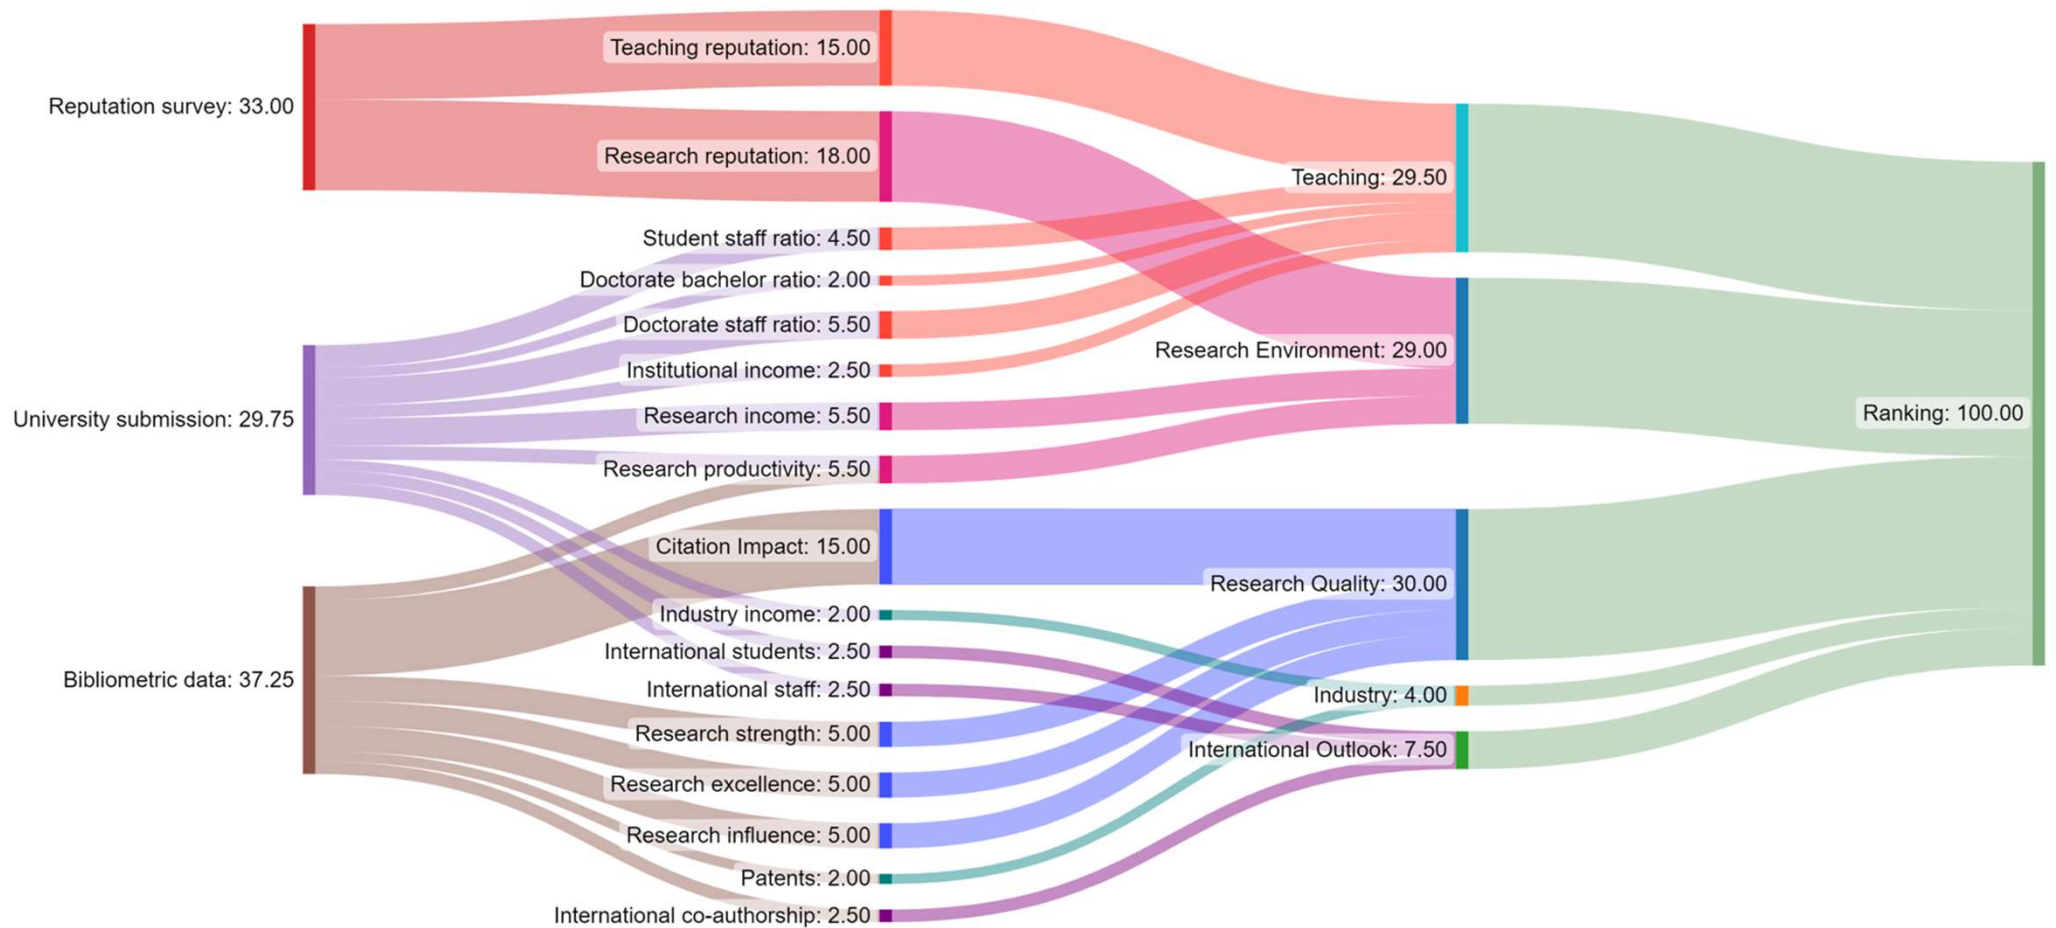 Reputation survey: 33.00
University submission: 29.75
Bibliometric data: 37.25
Teaching reputation: 15.00
Research reputation: 18.00
Student staff ratio: 4.50
Doctorate bachelor ratio: 2.00
Doctorate staff ratio: 5.50
Institutional income: 2.50
Research income: 5.50
Research productivity: 5.50
Citation Impact: 15.00
Industry income: 2.00
International students: 2.50
International staff: 2.50
Research strength: 5.00
Research excellence: 5.00
Research influence: 5.00
Patents: 2.00
International co-authorship: 2.50
Teaching: 29.50
Research Environment: 29.00
Research Quality: 30.00
Industry: 4.00
International Outlook: 7.50
Ranking: 100.00